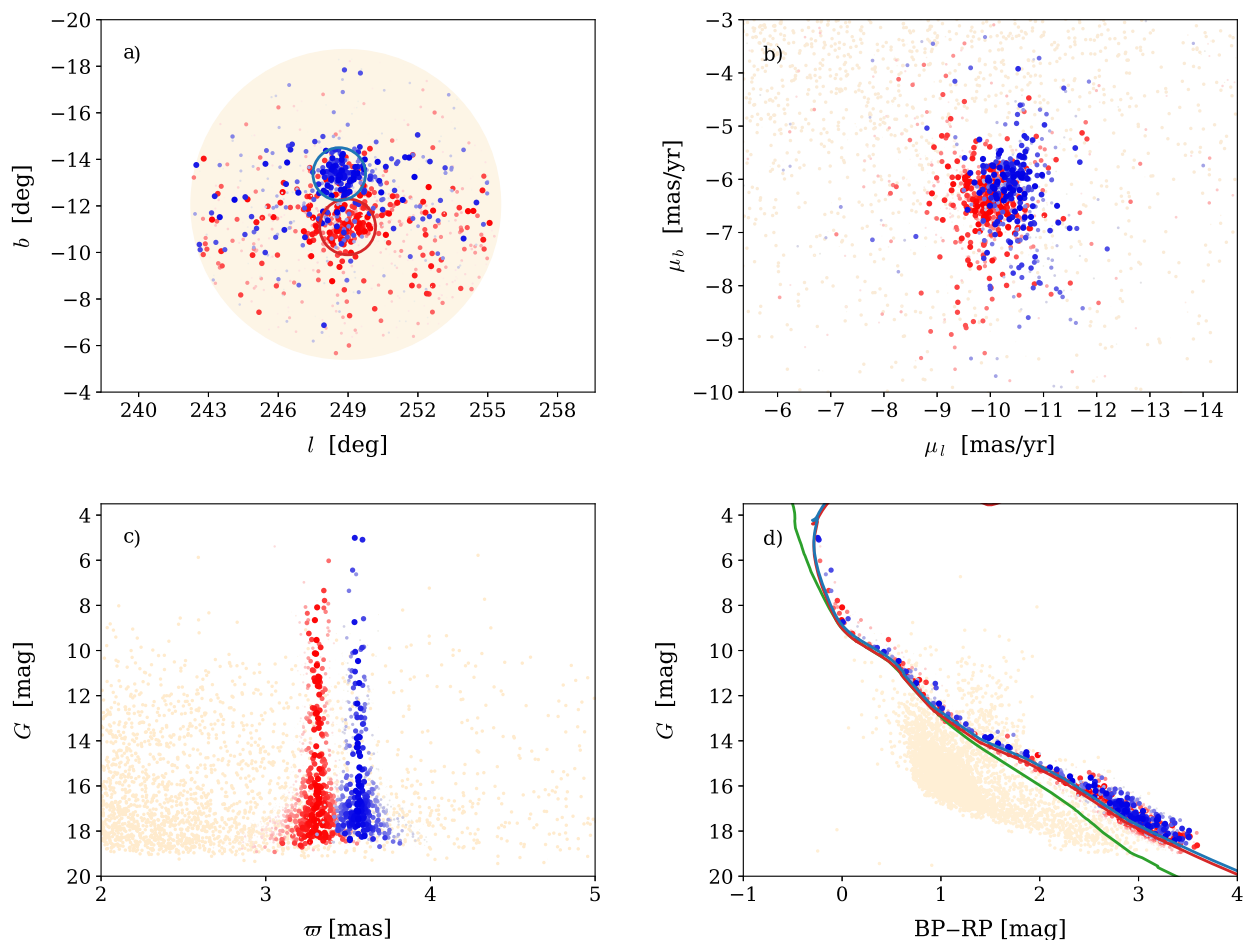 a)
−20
−18
−16
−14
−12
−10
−8
−6
−4
b [deg]
240 243 246 249 252 255 258
l [deg]
b)
−3
−4
−5
−6
−7
−8
−9
−10
μb [mas/yr]
−6 −7 −8 −9 −10 −11 −12 −13 −14
μl [mas/yr]
c)
4
6
8
10
12
14
16
18
20
G [mag]
2 3 4 5
ϖ [mas]
d)
4
6
8
10
12
14
16
18
20
G [mag]
−1 0 1 2 3 4
BP−RP [mag]